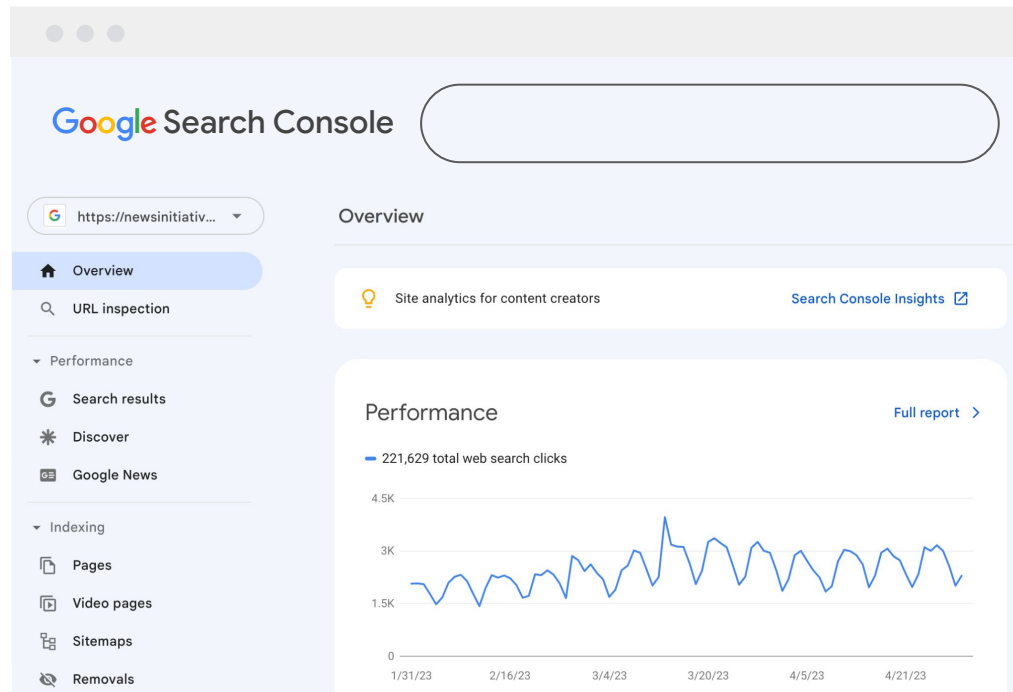 Google Search Console
https://newsinitiativ...
Overview
URL inspection
Performance
Search results
Discover
Google News
Indexing
Pages
Video pages
Sitemaps
Removals
Overview
Site analytics for content creators
Search Console Insights
Performance
Full report
221,629 total web search clicks
4.5K
3K
1.5K
0
1/31/23 2/16/23 3/4/23 3/20/23 4/5/23 4/21/23